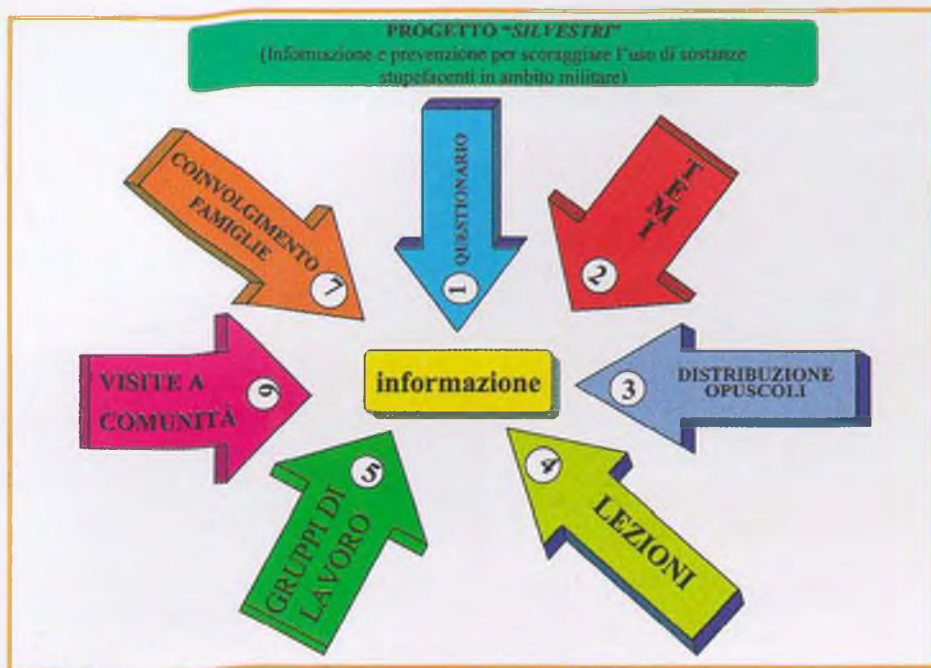 PROGETTO “SILVESTRI”
(Informazione e prevenzione per scoraggiare l’uso di sostanze
stupefacenti in ambito militare)
QUESTIONARIO
1
TEMI
2
DISTRIBUZIONE
OPUSCOLI
3
LEZIONI
4
GRUPPI DI
LAVORO
5
VISITE A
COMUNITÀ
6
COINVOLGIMENTO
FAMIGLIE
7
informazione